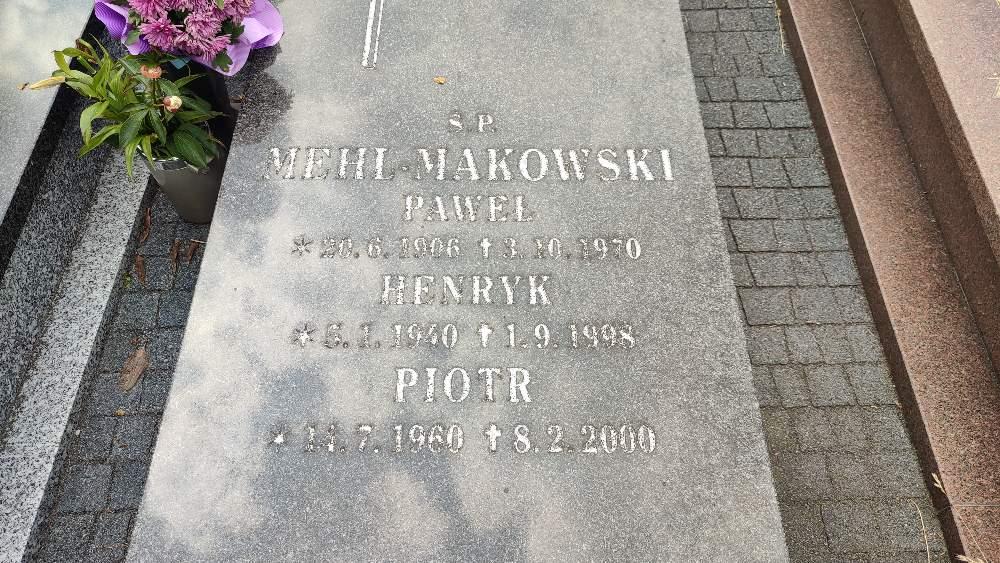 Ś.P.
MEHL-MAKOWSKI
PAWEŁ
*20.6.1906 ✝3.10.1970
HENRYK
*5.1.1940 ✝1.9.1998
PIOTR
*14.7.1960 ✝8.2.2000